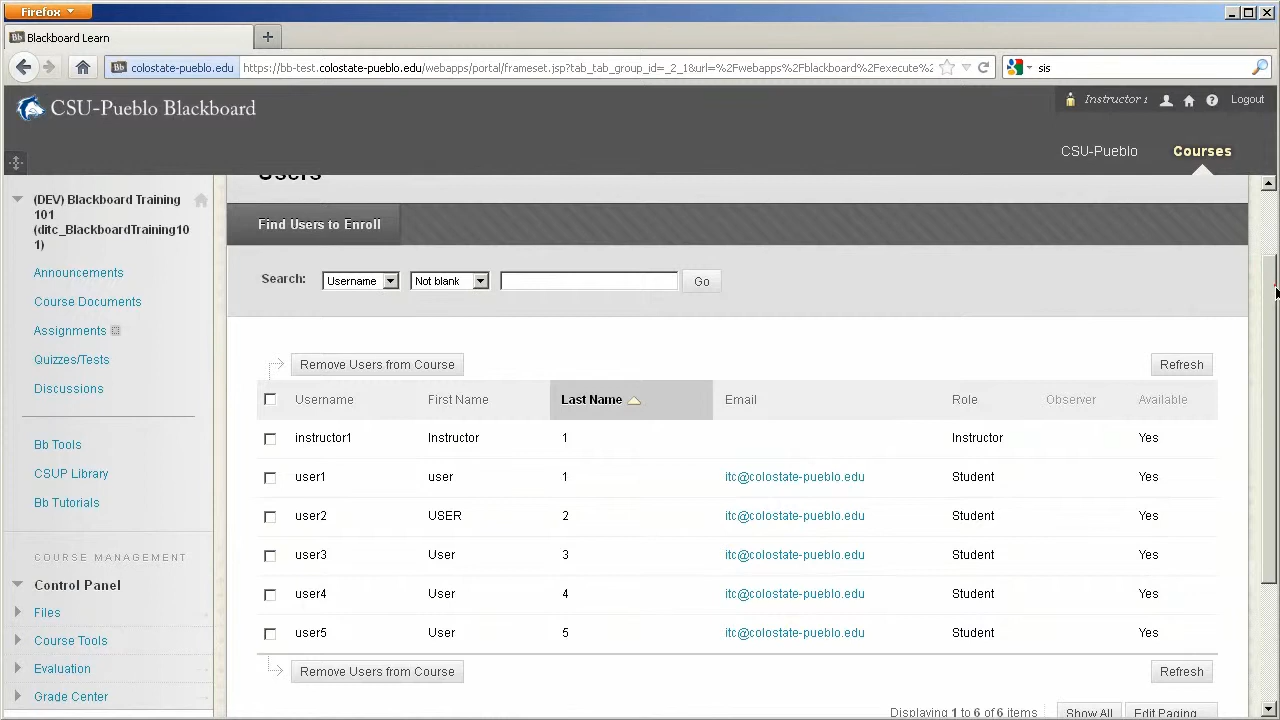 Firefox
Bb Blackboard Learn
Bb colostate-pueblo.edu https://bb-test.colostate-pueblo.edu/webapps/portal/frameset.jsp?tab_tab_group_id=_2_1&url=%2Fwebapps%2Fblackboard%2Fexecute%2 sis
CSU-Pueblo Blackboard
Instructor 1 Logout
CSU-Pueblo Courses
(DEV) Blackboard Training
101
(ditc_BlackboardTraining10
1)
Announcements
Course Documents
Assignments
Quizzes/Tests
Discussions
Bb Tools
CSUP Library
Bb Tutorials
COURSE MANAGEMENT
Control Panel
Files
Course Tools
Evaluation
Grade Center
Users
Find Users to Enroll
Search: Username Not blank Go
Remove Users from Course Refresh
Username First Name Last Name Email Role Observer Available
instructor1 Instructor 1 Instructor Yes
user1 user 1 itc@colostate-pueblo.edu Student Yes
user2 USER 2 itc@colostate-pueblo.edu Student Yes
user3 User 3 itc@colostate-pueblo.edu Student Yes
user4 User 4 itc@colostate-pueblo.edu Student Yes
user5 User 5 itc@colostate-pueblo.edu Student Yes
Remove Users from Course Refresh
Displaying 1 to 6 of 6 items Show All Edit Paging...